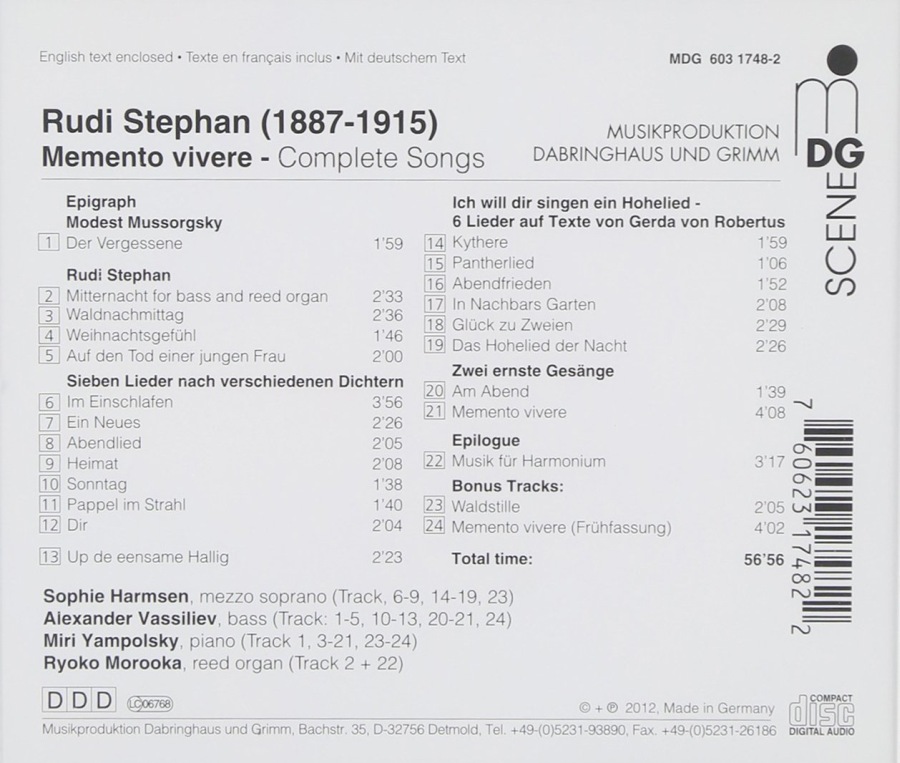 English text enclosed • Texte en français inclus • Mit deutschem Text
MDG 603 1748-2
Rudi Stephan (1887-1915)
Memento vivere - Complete Songs
MUSIKPRODUKTION
DABRINGHAUS UND GRIMM
mDG
SCENE
Epigraph
Modest Mussorgsky
1 Der Vergessene 1'59
Rudi Stephan
2 Mitternacht for bass and reed organ 2'33
3 Waldnachmittag 2'36
4 Weihnachtsgefühl 1'46
5 Auf den Tod einer jungen Frau 2'00
Sieben Lieder nach verschiedenen Dichtern
6 Im Einschlafen 3'56
7 Ein Neues 2'26
8 Abendlied 2'05
9 Heimat 2'08
10 Sonntag 1'38
11 Pappel im Strahl 1'40
12 Dir 2'04
13 Up de eensame Hallig 2'23
Ich will dir singen ein Hohelied -
6 Lieder auf Texte von Gerda von Robertus
14 Kythere 1'59
15 Pantherlied 1'06
16 Abendfrieden 1'52
17 In Nachbars Garten 2'08
18 Glück zu Zweien 2'29
19 Das Hohelied der Nacht 2'26
Zwei ernste Gesänge
20 Am Abend 1'39
21 Memento vivere 4'08
Epilogue
22 Musik für Harmonium 3'17
Bonus Tracks:
23 Waldstille 2'05
24 Memento vivere (Frühfassung) 4'02
Total time: 56'56
7 60623 17482 2
Sophie Harmsen, mezzo soprano (Track, 6-9, 14-19, 23)
Alexander Vassiliev, bass (Track: 1-5, 10-13, 20-21, 24)
Miri Yampolsky, piano (Track 1, 3-21, 23-24)
Ryoko Morooka, reed organ (Track 2 + 22)
DDD LC 06768
© + ℗ 2012, Made in Germany
COMPACT
disc
DIGITAL AUDIO
Musikproduktion Dabringhaus und Grimm, Bachstr. 35, D-32756 Detmold, Tel. +49-(0)5231-93890, Fax. +49-(0)5231-26186